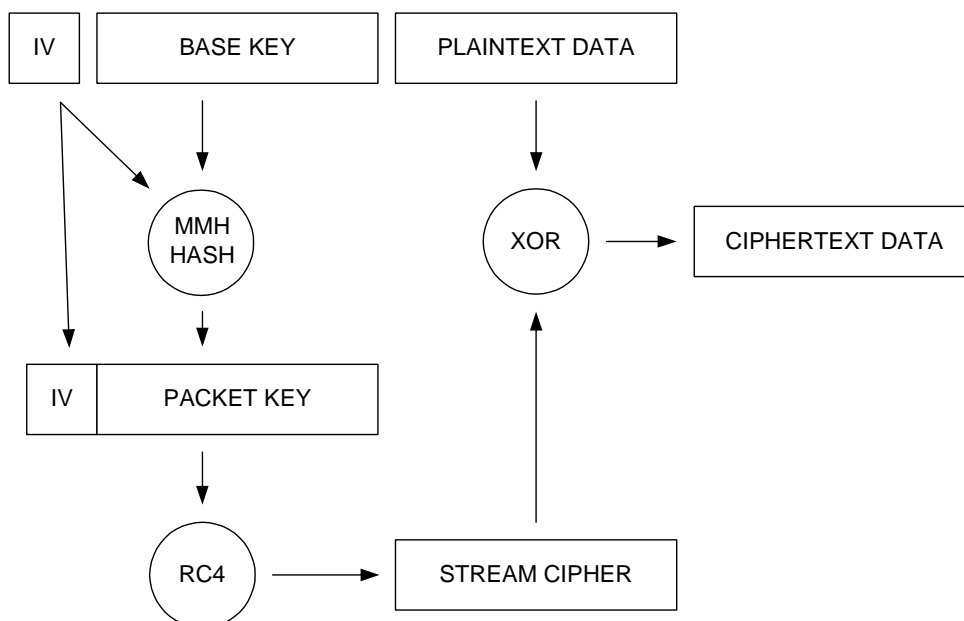 IV
BASE KEY
PLAINTEXT DATA
MMH
HASH
XOR
CIPHERTEXT DATA
IV
PACKET KEY
RC4
STREAM CIPHER